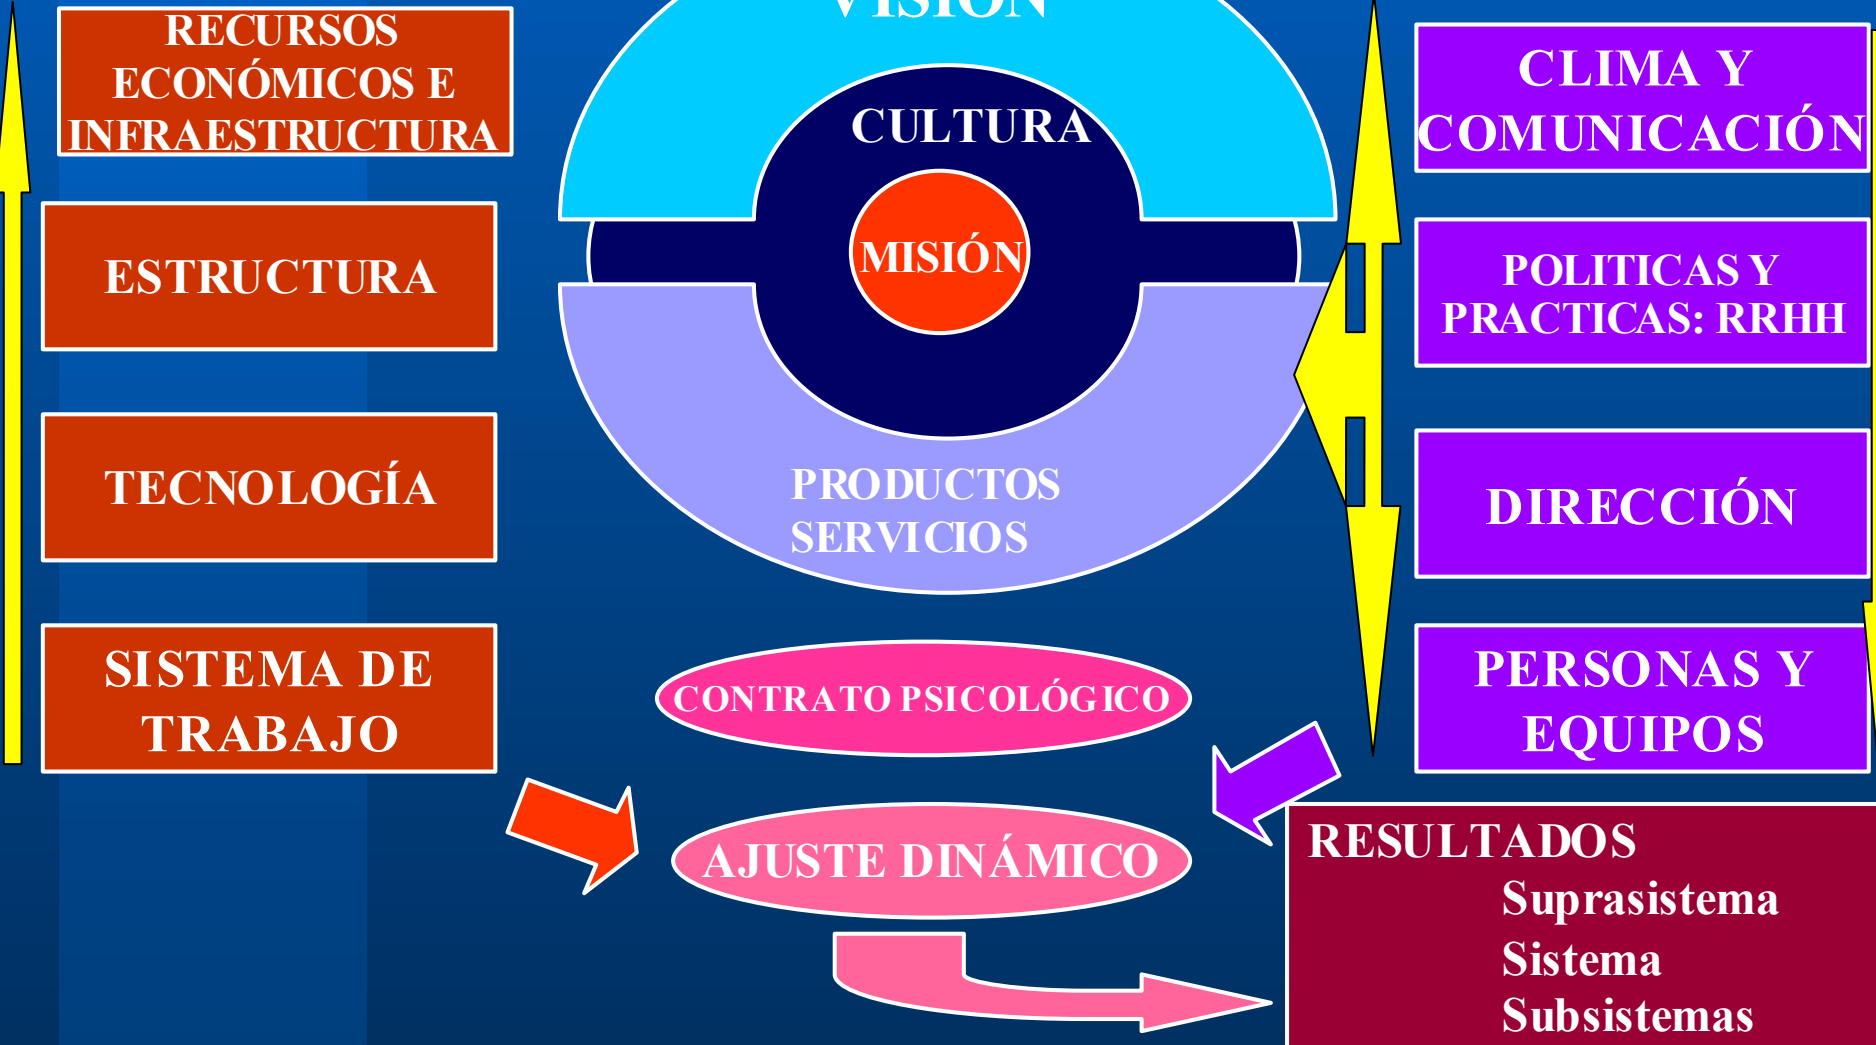 VISIÓN
RECURSOS
ECONÓMICOS E
INFRAESTRUCTURA
ESTRUCTURA
TECNOLOGÍA
SISTEMA DE
TRABAJO
CULTURA
MISIÓN
PRODUCTOS
SERVICIOS
CONTRATO PSICOLÓGICO
AJUSTE DINÁMICO
CLIMA Y
COMUNICACIÓN
POLITICAS Y
PRACTICAS: RRHH
DIRECCIÓN
PERSONAS Y
EQUIPOS
RESULTADOS
Suprasistema
Sistema
Subsistemas